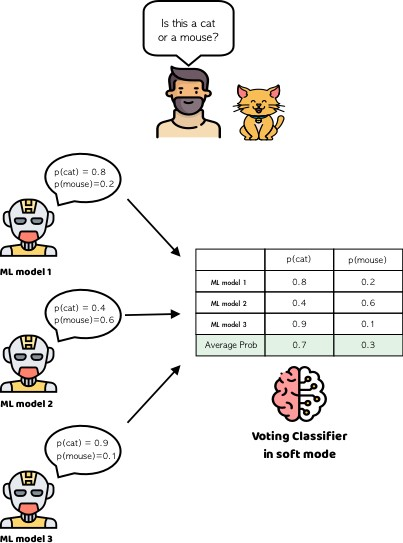 Is this a cat
or a mouse?
p(cat) = 0.8
p(mouse)=0.2
ML model 1
p(cat) = 0.4
p(mouse)=0.6
ML model 2
p(cat) = 0.9
p(mouse)=0.1
ML model 3
p(cat) p(mouse)
ML model 1 0.8 0.2
ML model 2 0.4 0.6
ML model 3 0.9 0.1
Average Prob 0.7 0.3
Voting Classifier
in soft mode